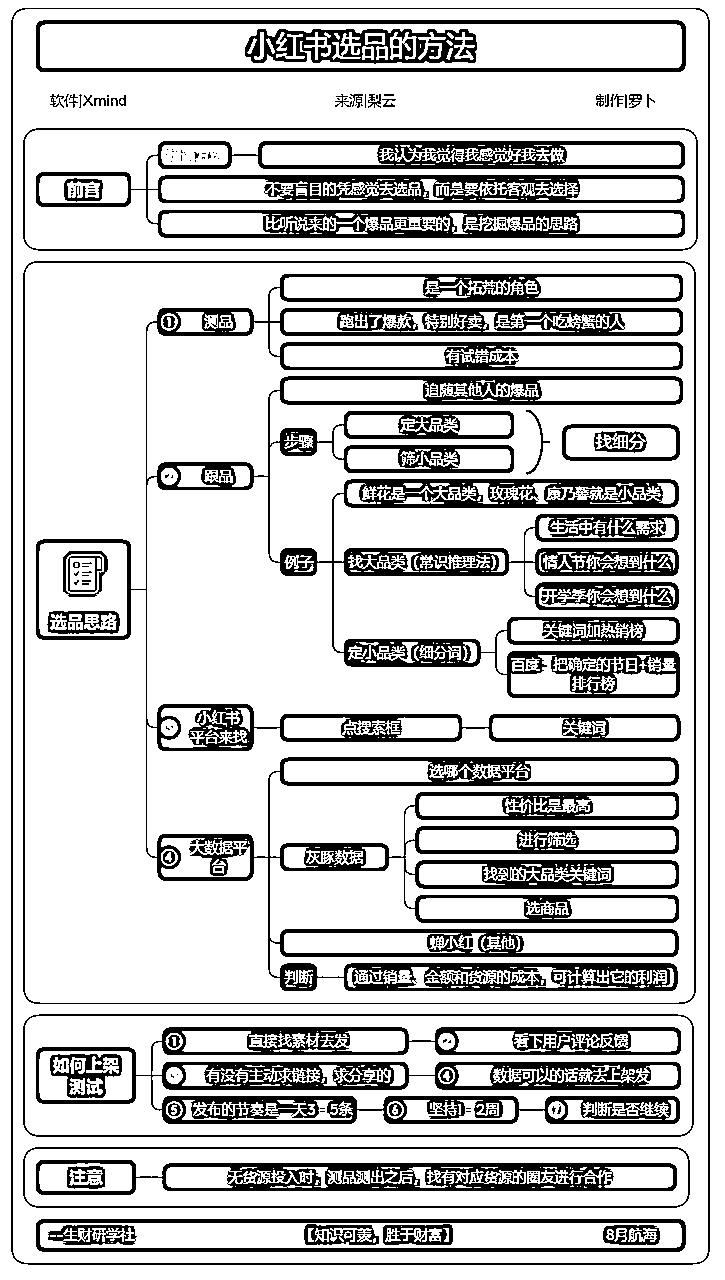 小红书选品的方法
软件|Xmind
来源|梨云
制作|罗卜
前言
我认为我觉得我感觉好我去做
不要盲目的凭感觉去选品，而是要依托客观去选择
比听说来的一个爆品更重要的，是挖掘爆品的思路
选品思路
① 测品
是一个拓荒的角色
跑出了爆款，特别好卖，是第一个吃螃蟹的人
有试错成本
跟品
追随其他人的爆品
步骤
定大品类
筛小品类
找细分
例子
鲜花是一个大品类，玫瑰花、康乃馨就是小品类
找大品类（常识推理法）
生活中有什么需求
情人节你会想到什么
开学季你会想到什么
定小品类（细分词）
关键词加热销榜
百度、把确定的节日+销量
排行榜
小红书
平台来找
点搜索框
关键词
④ 大数据平
台
选哪个数据平台
灰豚数据
性价比是最高
进行筛选
找到的大品类关键词
选商品
蝉小红（其他）
判断
通过销量、金额和货源的成本，可计算出它的利润
如何上架
测试
① 直接找素材去发
看下用户评论反馈
有没有主动求链接，求分享的
④ 数据可以的话就去上架发
⑤ 发布的节奏是一天3-5条
⑥ 坚持1-2周
判断是否继续
注意
无货源投入时，测品测出之后，找有对应货源的圈友进行合作
生财研学社
【知识可羡，胜于财富】
8月航海